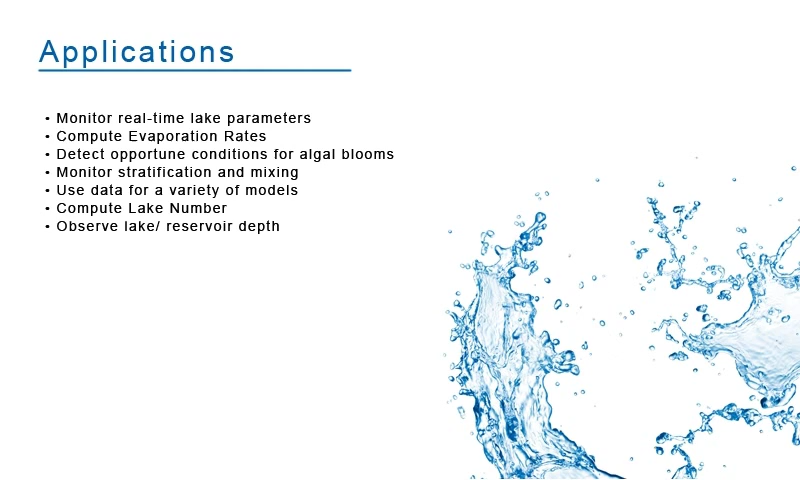 Applications
• Monitor real-time lake parameters
• Compute Evaporation Rates
• Detect opportune conditions for algal blooms
• Monitor stratification and mixing
• Use data for a variety of models
• Compute Lake Number
• Observe lake/ reservoir depth